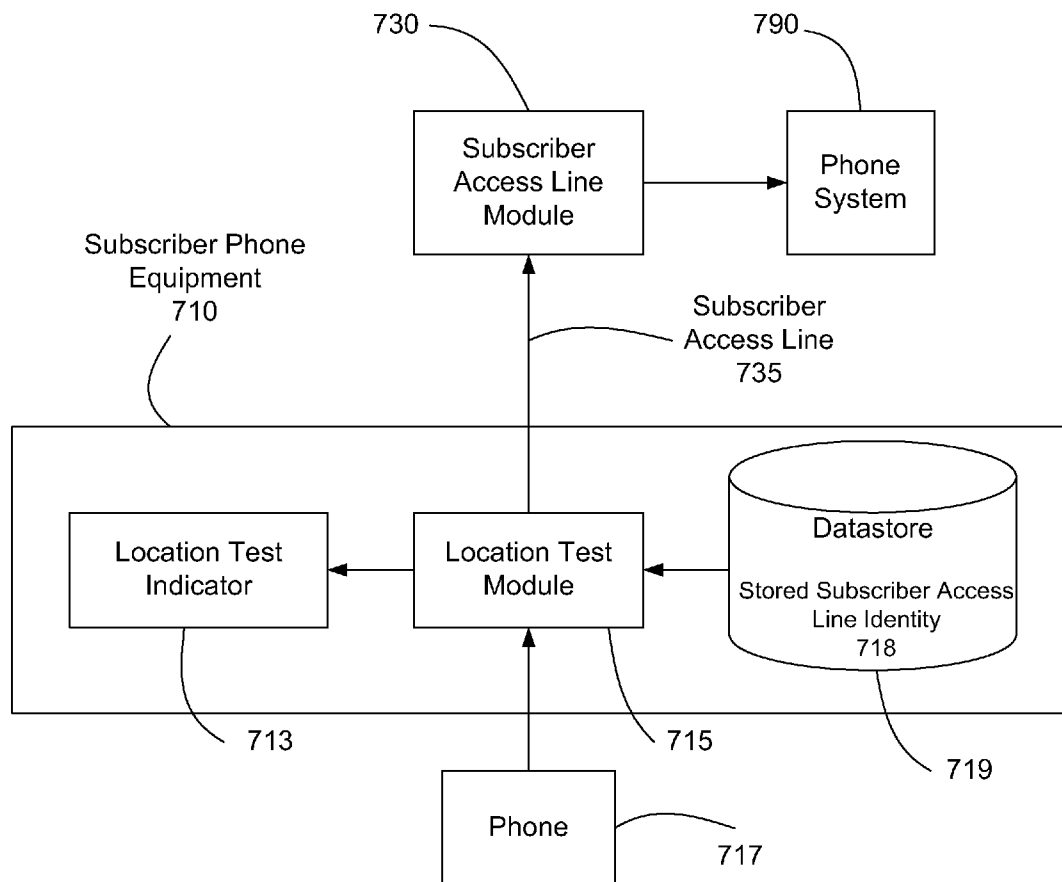 730
790
Subscriber
Access Line
Module
Phone
System
Subscriber Phone
Equipment
710
Subscriber
Access Line
735
Location Test
Indicator
Location Test
Module
Datastore
Stored Subscriber Access
Line Identity
718
713
715
719
Phone
717